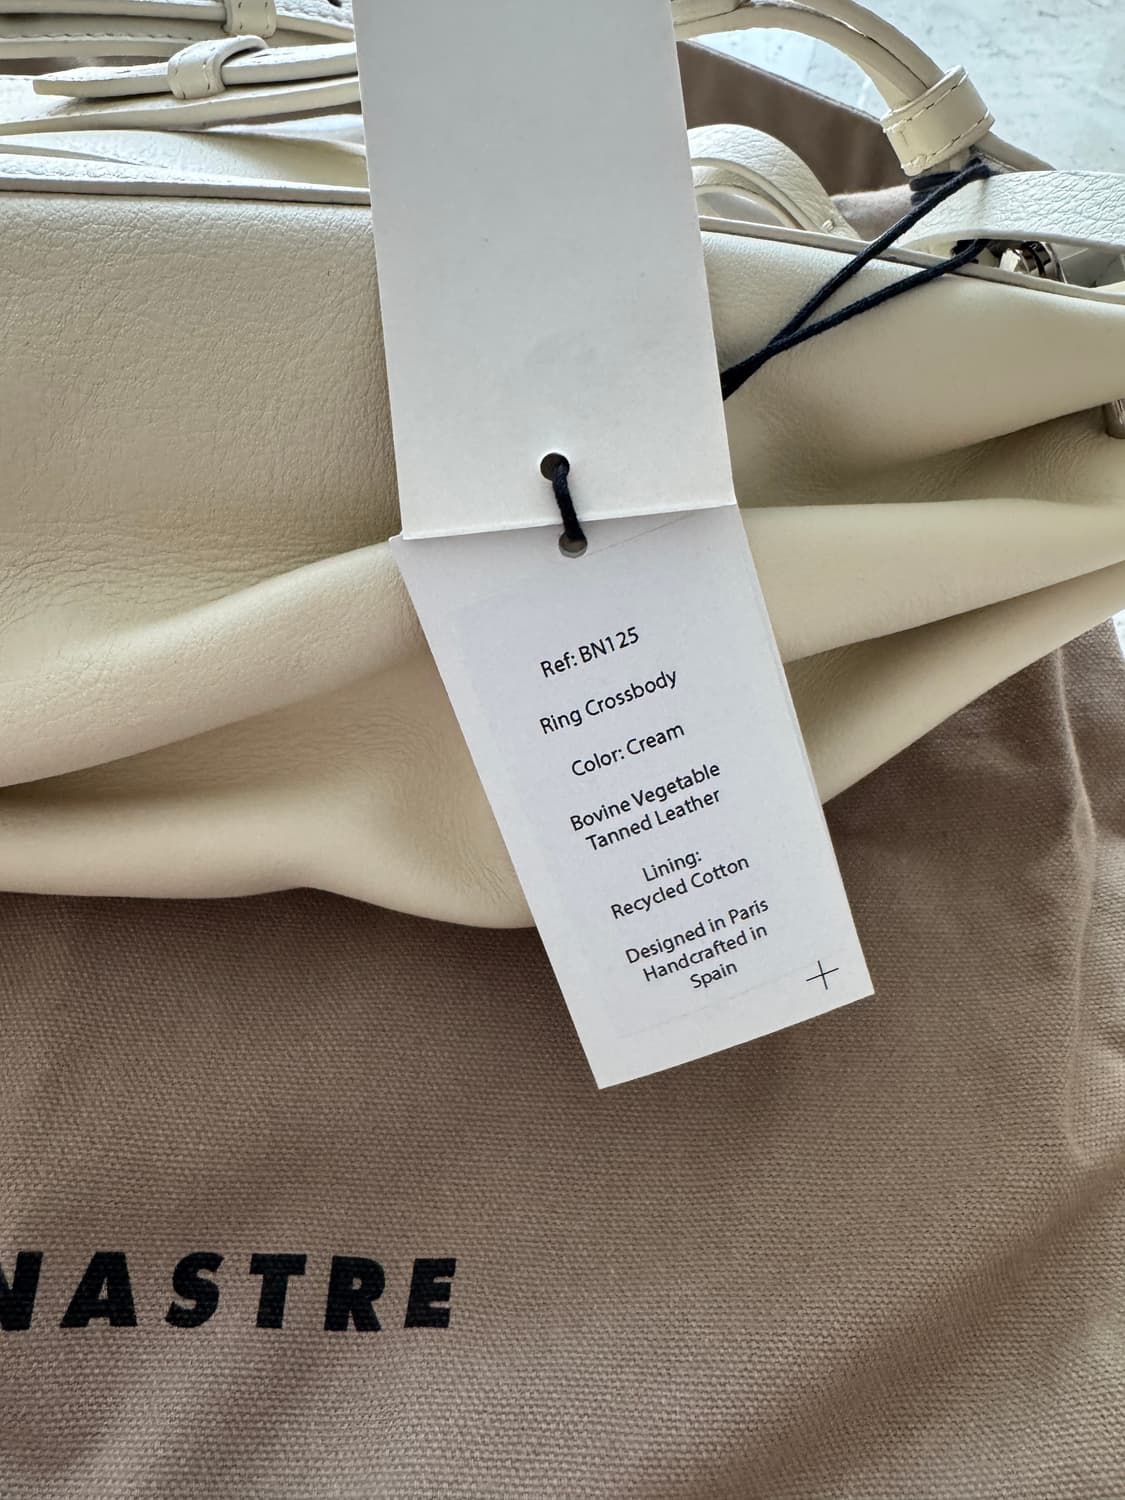 Ref: BN125
Ring Crossbody
Color: Cream
Bovine Vegetable
Tanned Leather
Lining:
Recycled Cotton
Designed in Paris
Handcrafted in
Spain
NASTRE